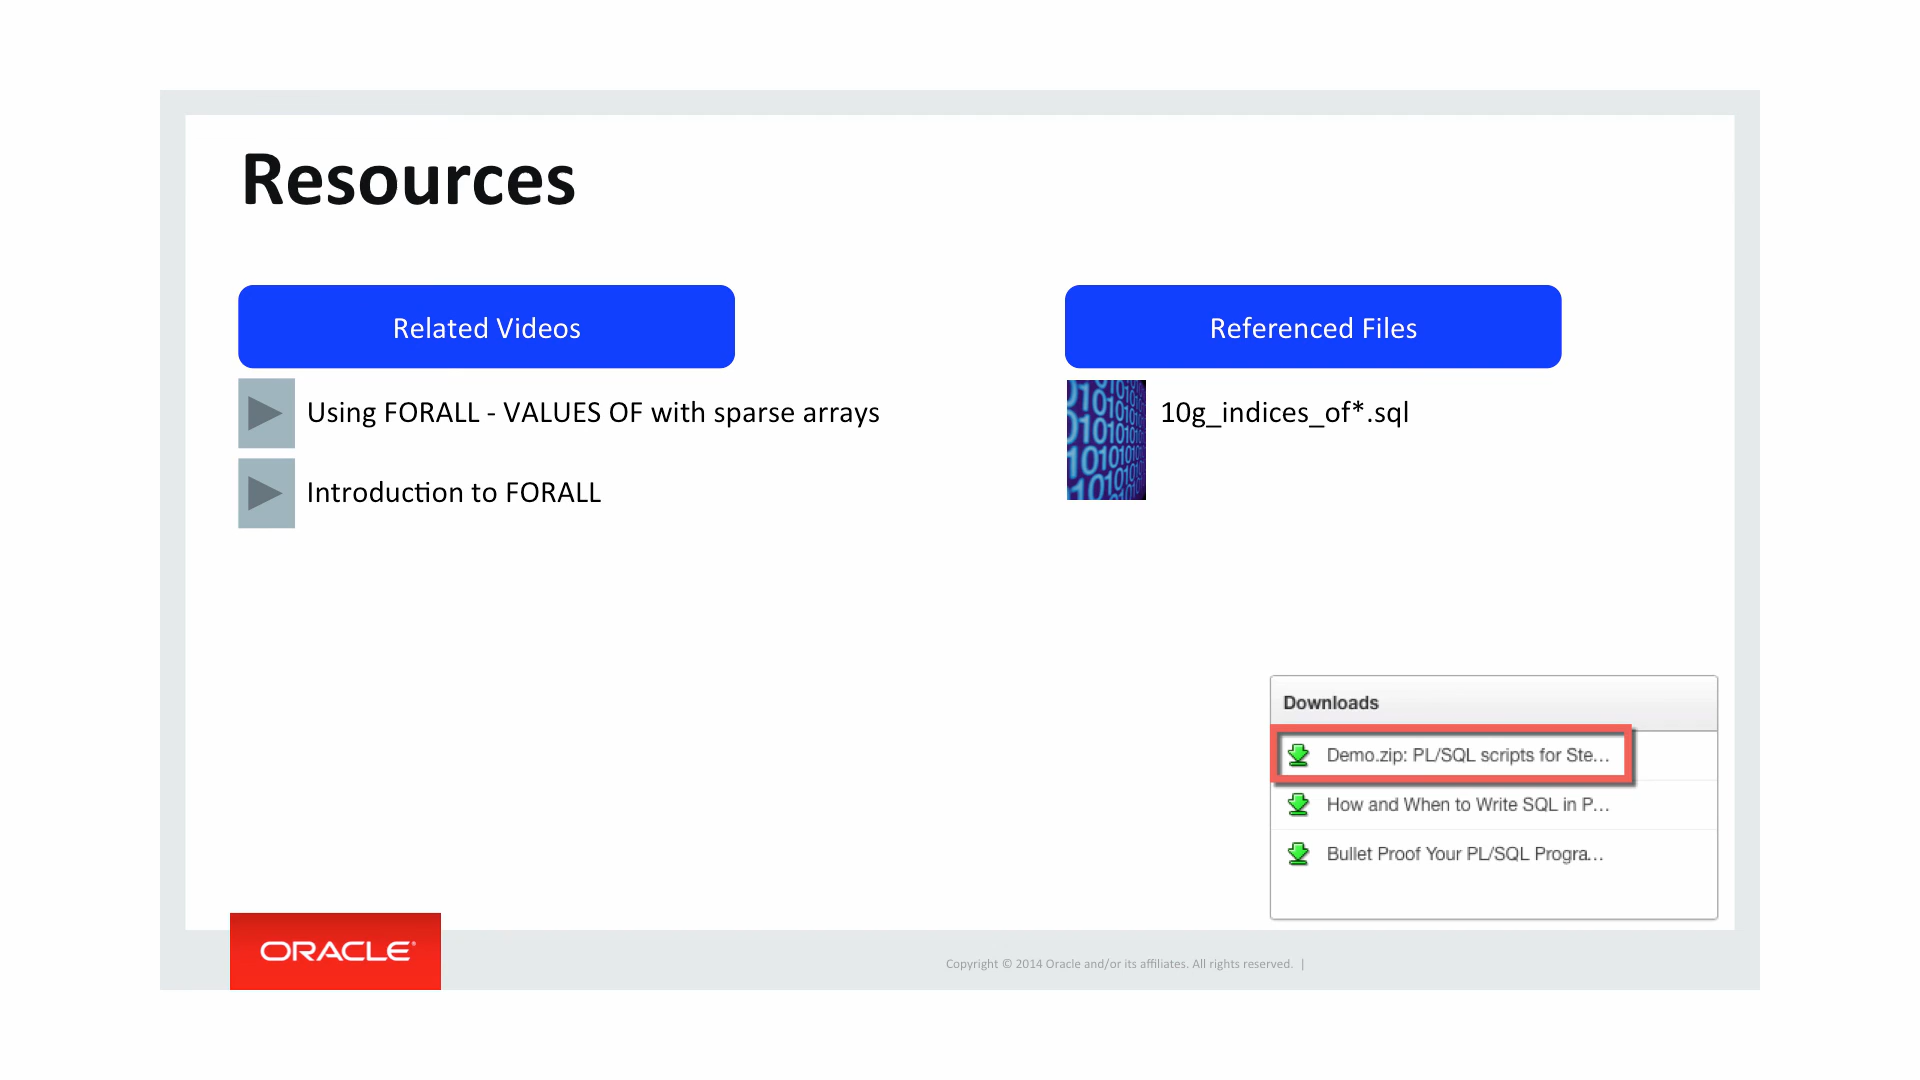 Resources
Related Videos
Using FORALL - VALUES OF with sparse arrays
Introduction to FORALL
Referenced Files
10g_indices_of*.sql
Downloads
Demo.zip: PL/SQL scripts for Ste...
How and When to Write SQL in P...
Bullet Proof Your PL/SQL Progra...
ORACLE
Copyright © 2014 Oracle and/or its affiliates. All rights reserved. |